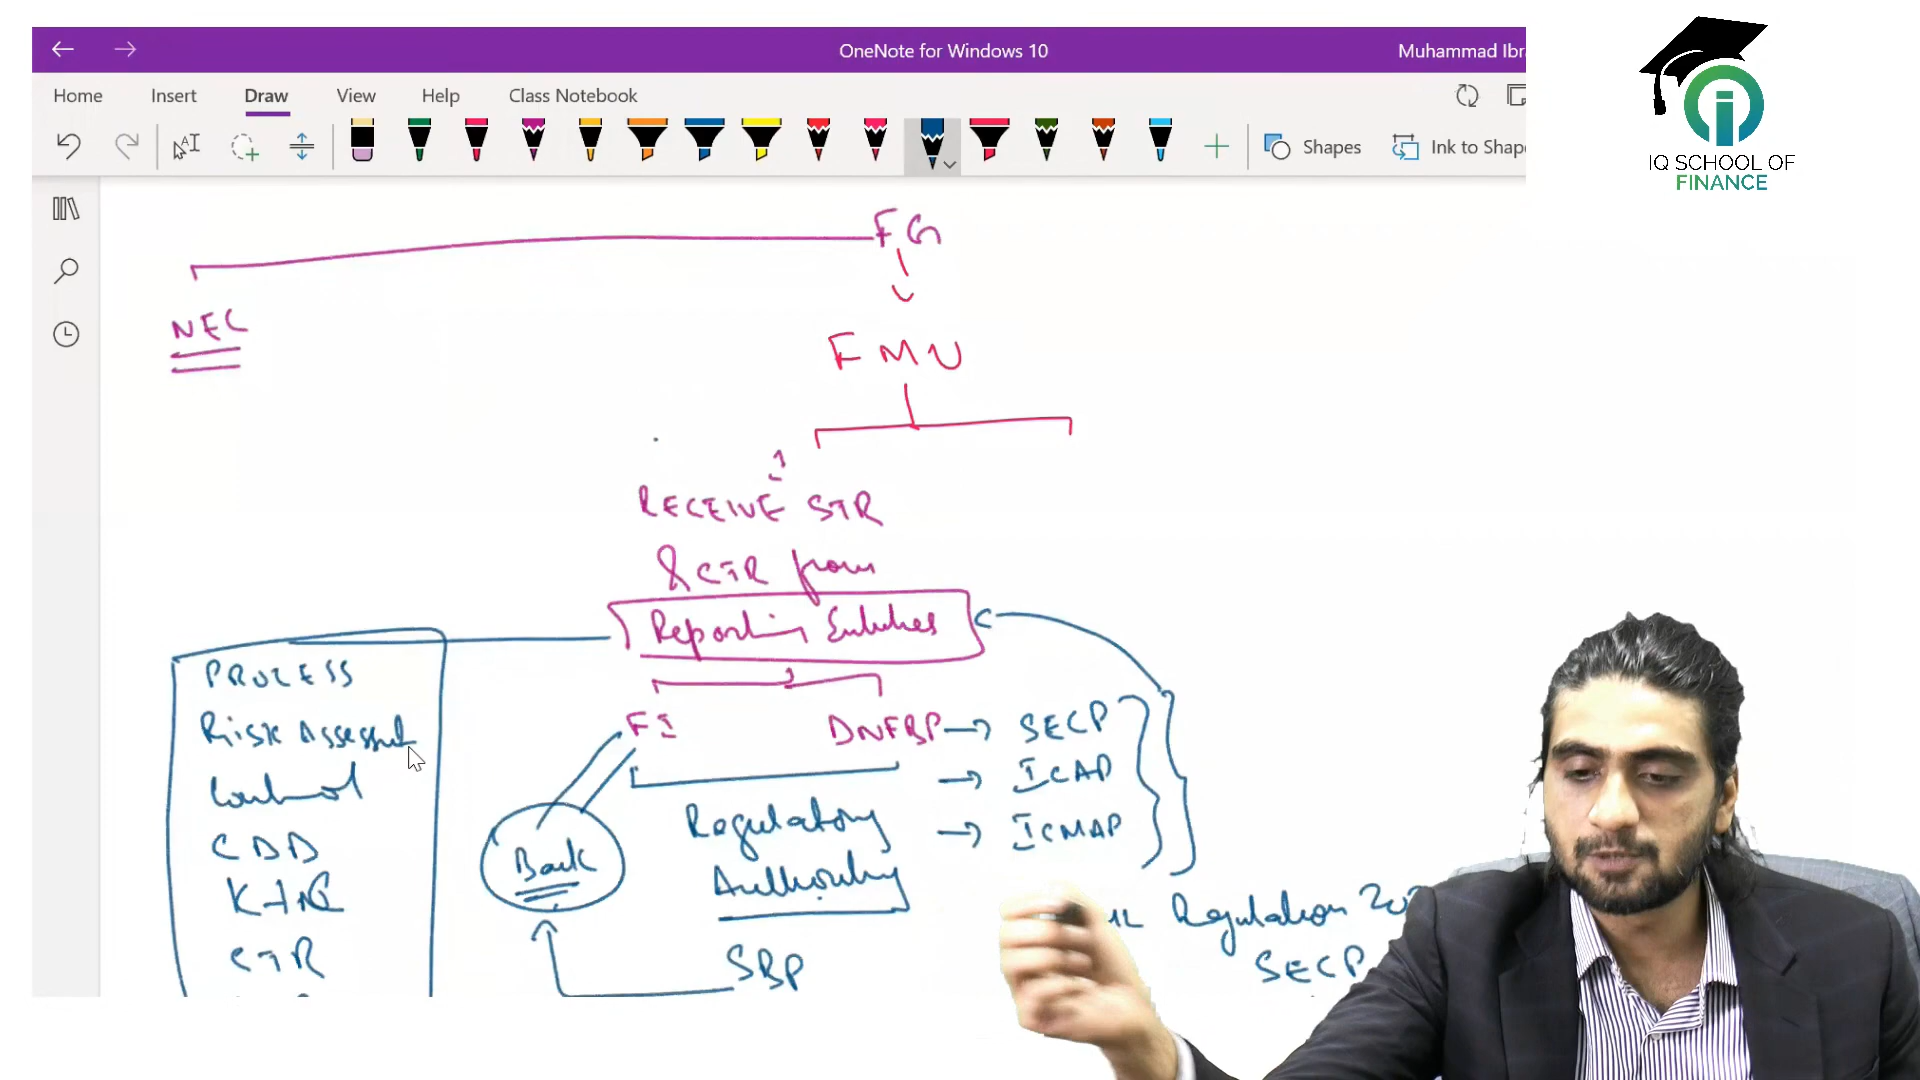 OneNote for Windows 10
Muhammad Ibra
Home Insert Draw View Help Class Notebook
Shapes Ink to Shap
IQ SCHOOL OF
FINANCE
FG
NEC
FMU
RECEIVE STR
& CTR from
Reporting Entities
PROCESS
Risk Assessmt
Control
CDD
KYC
CTR
FI
DNFBP → SECP
→ ICAP
→ ICMAP
Bank
Regulatory
Authority
SBP
Regulation
SECP